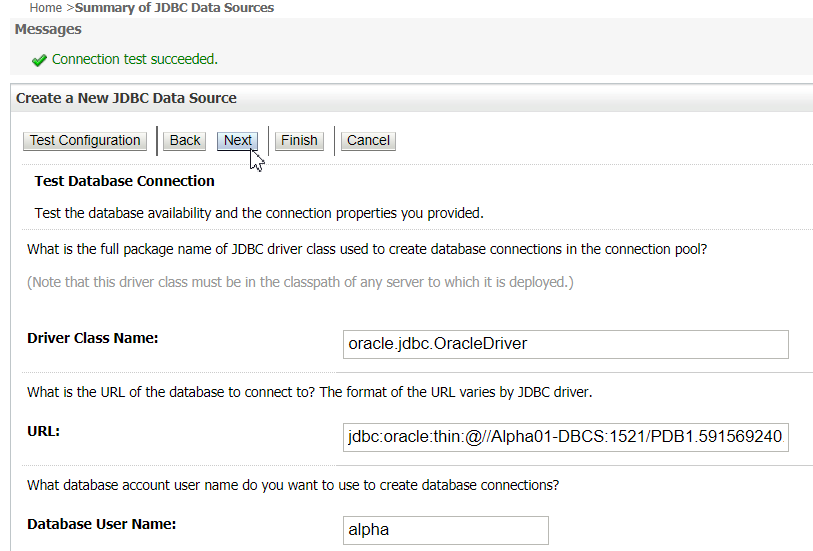 Home >Summary of JDBC Data Sources
Messages
Connection test succeeded.
Create a New JDBC Data Source
Test Configuration Back Next Finish Cancel
Test Database Connection
Test the database availability and the connection properties you provided.
What is the full package name of JDBC driver class used to create database connections in the connection pool?
(Note that this driver class must be in the classpath of any server to which it is deployed.)
Driver Class Name: oracle.jdbc.OracleDriver
What is the URL of the database to connect to? The format of the URL varies by JDBC driver.
URL: jdbc:oracle:thin:@//Alpha01-DBCS:1521/PDB1.591569240
What database account user name do you want to use to create database connections?
Database User Name: alpha